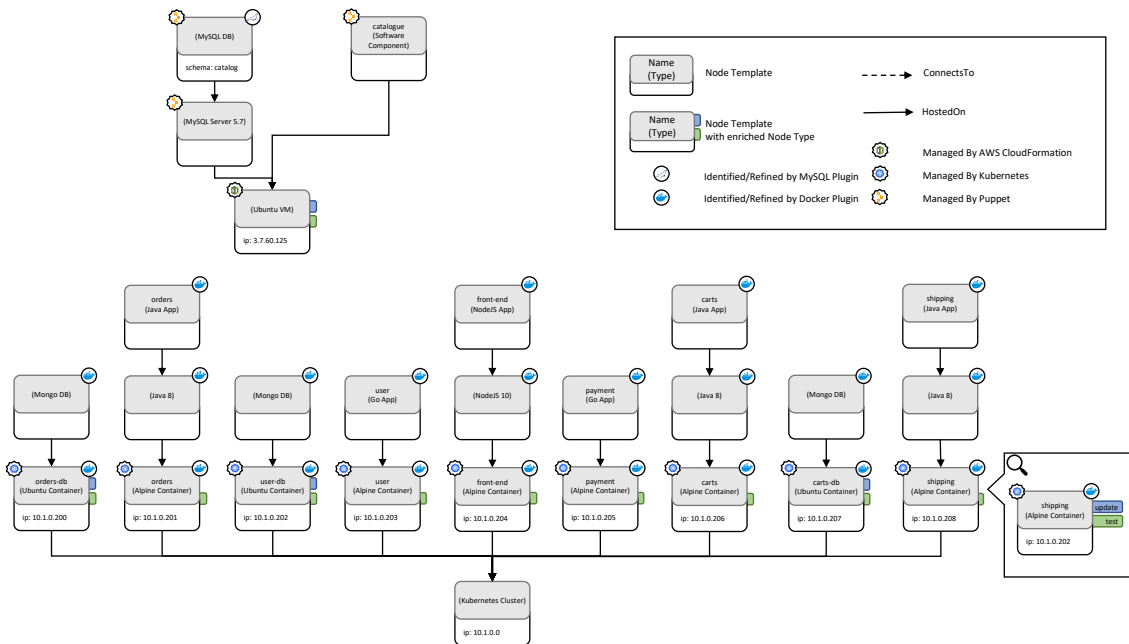 (MySQL DB)
schema: catalog
catalogue
(Software
Component)
(MySQL Server 5.7)
(Ubuntu VM)
ip: 3.7.60.125
Name
(Type)
Node Template
ConnectsTo
Name
(Type)
Node Template
with enriched Node Type
HostedOn
Managed By AWS CloudFormation
Identified/Refined by MySQL Plugin
Managed By Kubernetes
Identified/Refined by Docker Plugin
Managed By Puppet
orders
(Java App)
front-end
(NodeJS App)
carts
(Java App)
shipping
(Java App)
(Mongo DB)
(Java 8)
(Mongo DB)
user
(Go App)
(NodeJS 10)
payment
(Go App)
(Java 8)
(Mongo DB)
(Java 8)
orders-db
(Ubuntu Container)
ip: 10.1.0.200
orders
(Alpine Container)
ip: 10.1.0.201
user-db
(Ubuntu Container)
ip: 10.1.0.202
user
(Alpine Container)
ip: 10.1.0.203
front-end
(Alpine Container)
ip: 10.1.0.204
payment
(Alpine Container)
ip: 10.1.0.205
carts
(Alpine Container)
ip: 10.1.0.206
carts-db
(Ubuntu Container)
ip: 10.1.0.207
shipping
(Alpine Container)
ip: 10.1.0.208
shipping
(Alpine Container)
update
test
ip: 10.1.0.202
(Kubernetes Cluster)
ip: 10.1.0.0